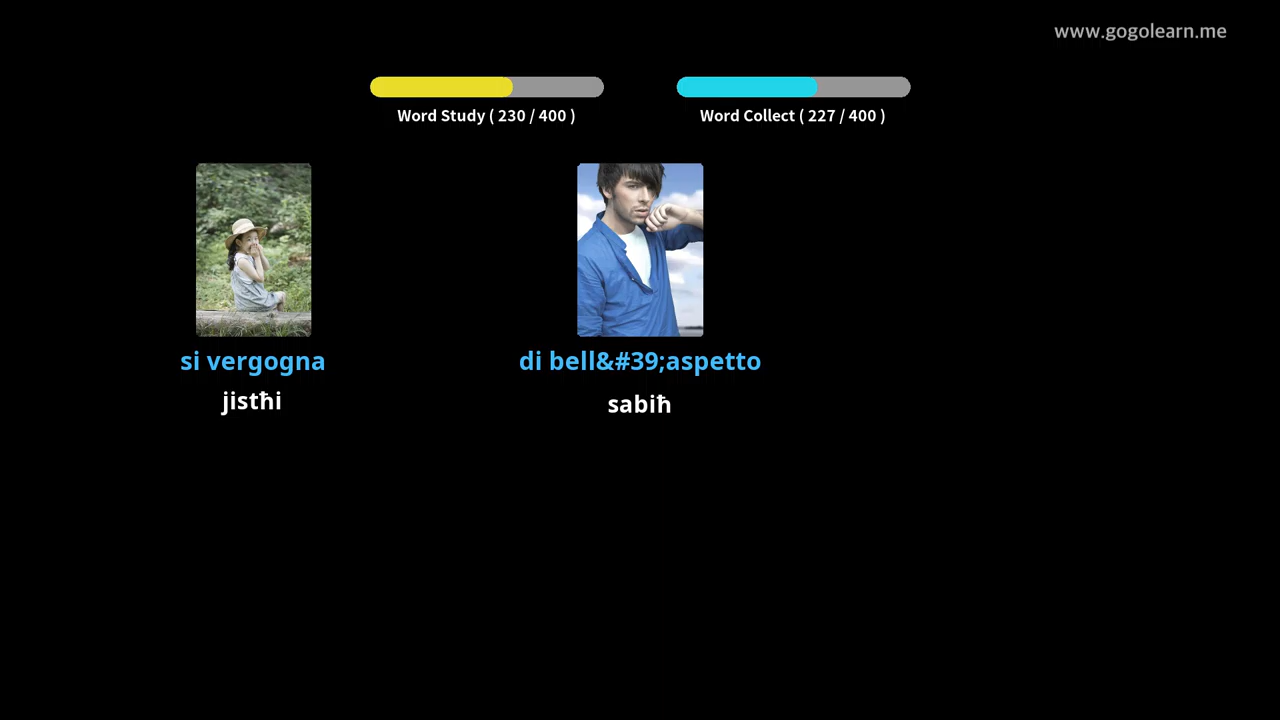 www.gogolearn.me
Word Study ( 230 / 400 )
Word Collect ( 227 / 400 )
si vergogna
jistħi
di bell&#39;aspetto
sabiħ